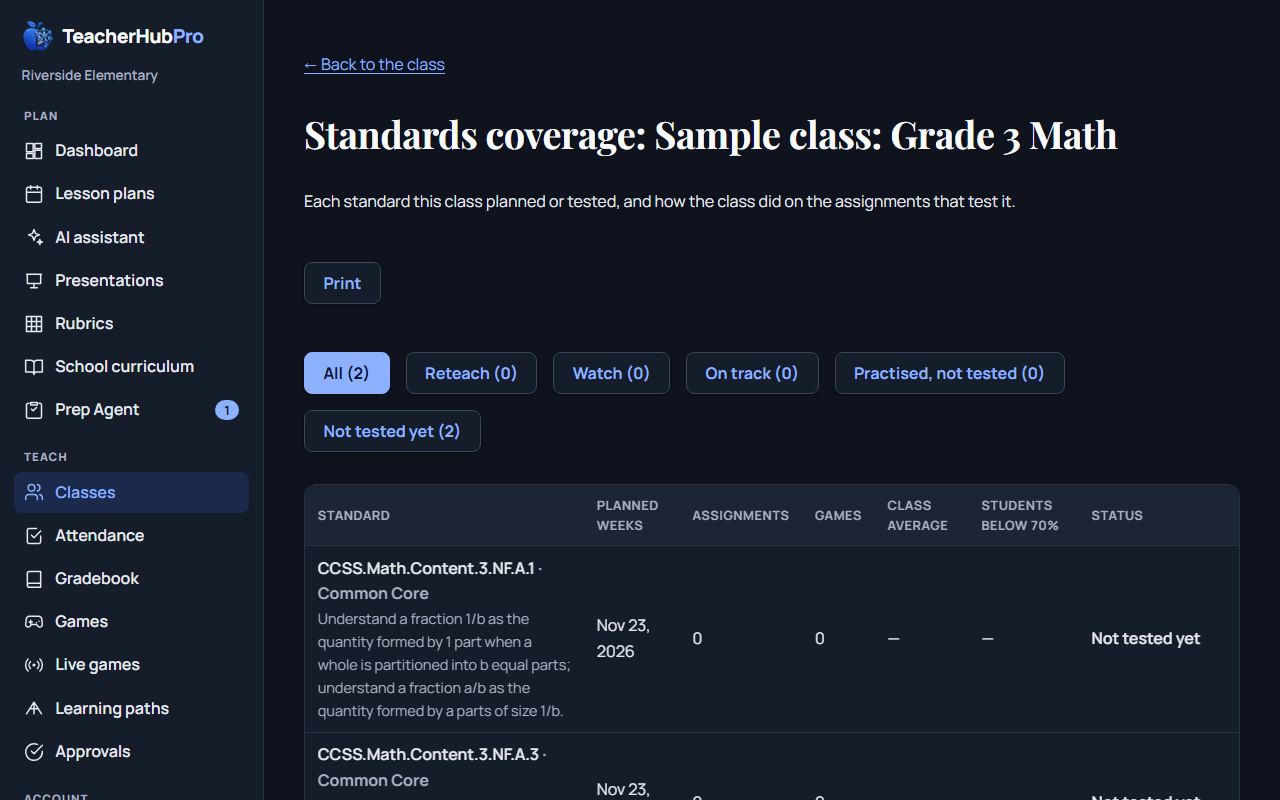 TeacherHubPro
Riverside Elementary
PLAN
Dashboard
Lesson plans
AI assistant
Presentations
Rubrics
School curriculum
Prep Agent 1
TEACH
Classes
Attendance
Gradebook
Games
Live games
Learning paths
Approvals
ACCOUNT
← Back to the class
Standards coverage: Sample class: Grade 3 Math
Each standard this class planned or tested, and how the class did on the assignments that test it.
Print
All (2) Reteach (0) Watch (0) On track (0) Practised, not tested (0)
Not tested yet (2)
STANDARD PLANNED WEEKS ASSIGNMENTS GAMES CLASS AVERAGE STUDENTS BELOW 70% STATUS
CCSS.Math.Content.3.NF.A.1 ·
Common Core
Understand a fraction 1/b as the
quantity formed by 1 part when a
whole is partitioned into b equal parts;
understand a fraction a/b as the
quantity formed by a parts of size 1/b.
Nov 23,
2026
0 0 — — Not tested yet
CCSS.Math.Content.3.NF.A.3 ·
Common Core
Nov 23,